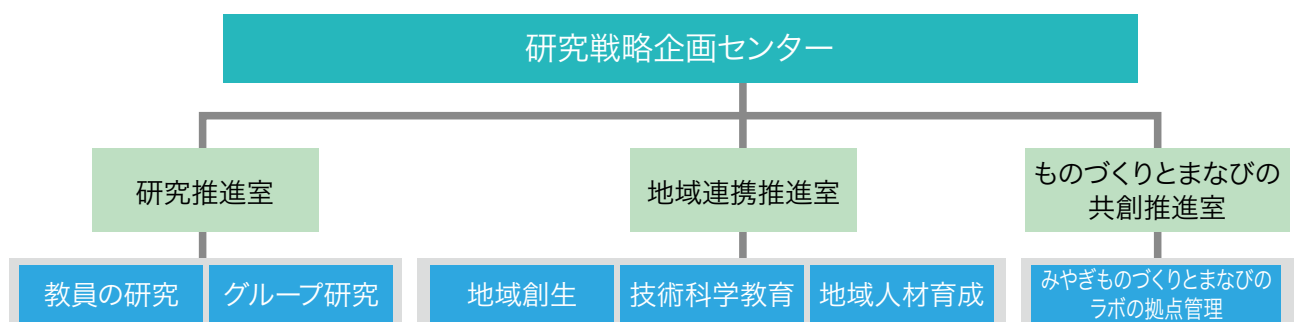 研究戦略企画センター
研究推進室
地域連携推進室
ものづくりとまなびの
共創推進室
教員の研究
グループ研究
地域創生
技術科学教育
地域人材育成
みやぎものづくりとまなびの
ラボの拠点管理